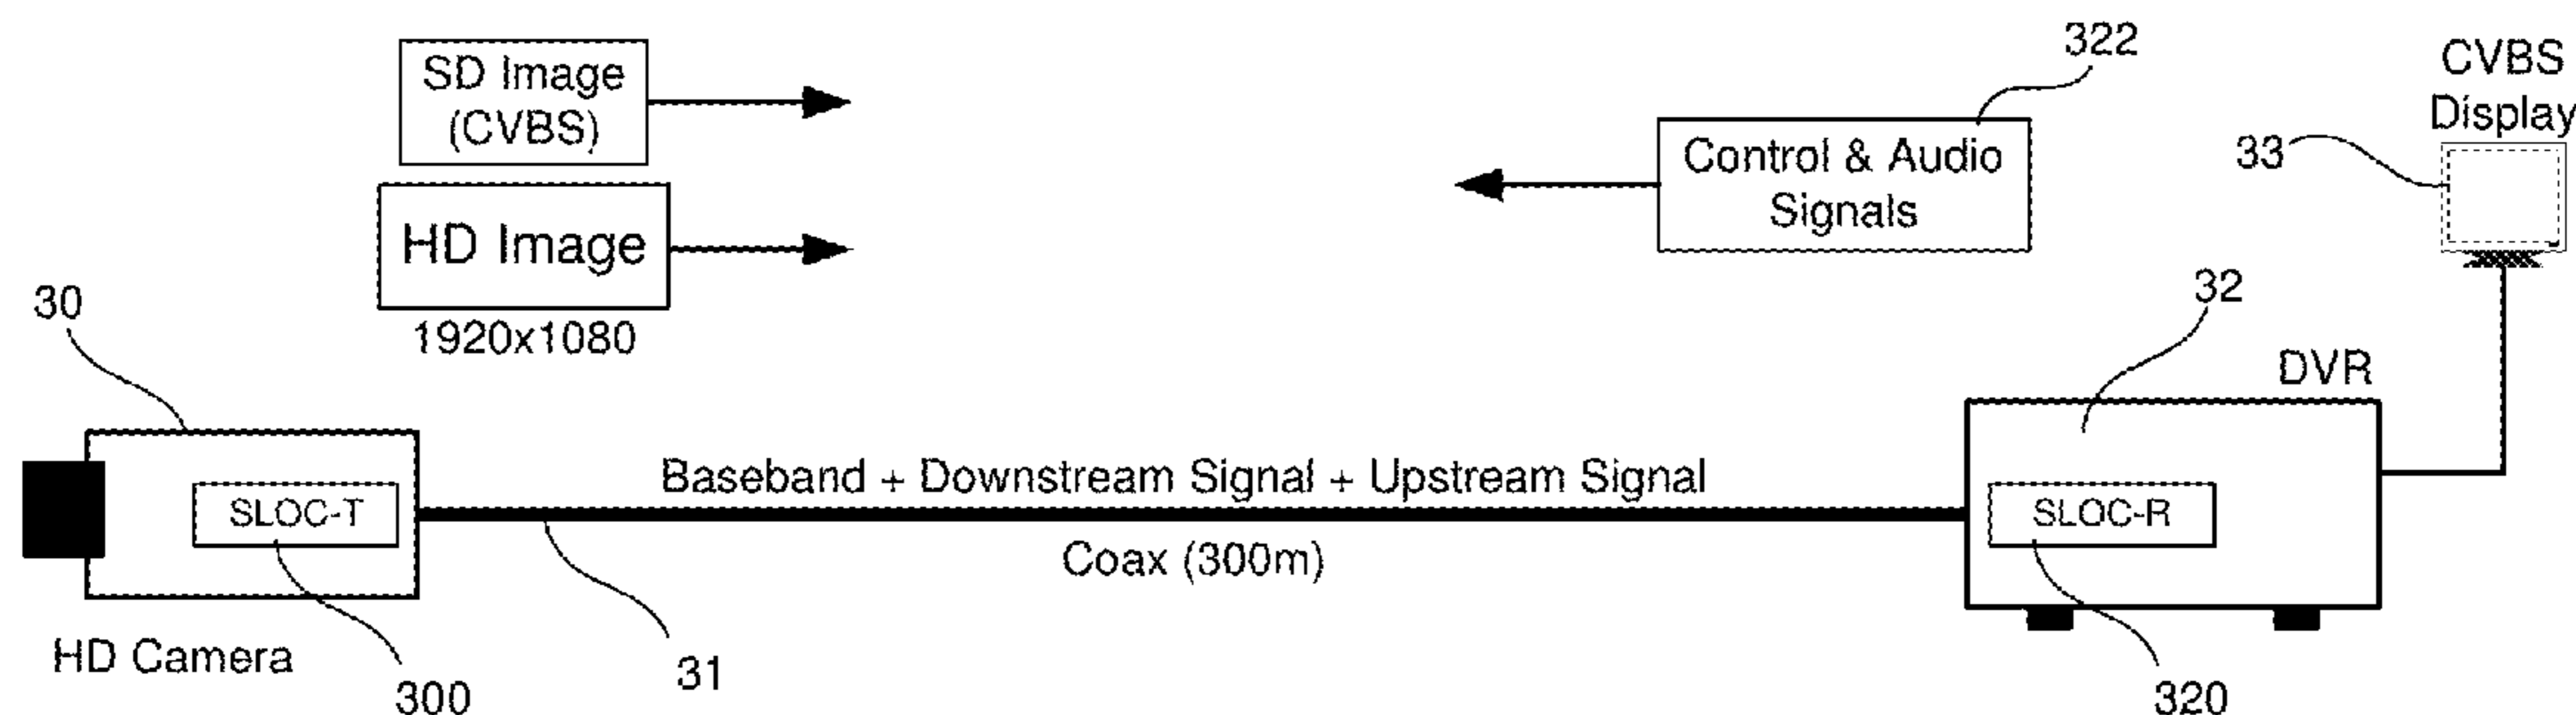 SD Image
(CVBS)
HD Image
1920x1080
322
Control & Audio
Signals
CVBS
Display
33
30
32
DVR
SLOC-T
Baseband + Downstream Signal + Upstream Signal
Coax (300m)
SLOC-R
HD Camera
300
31
320